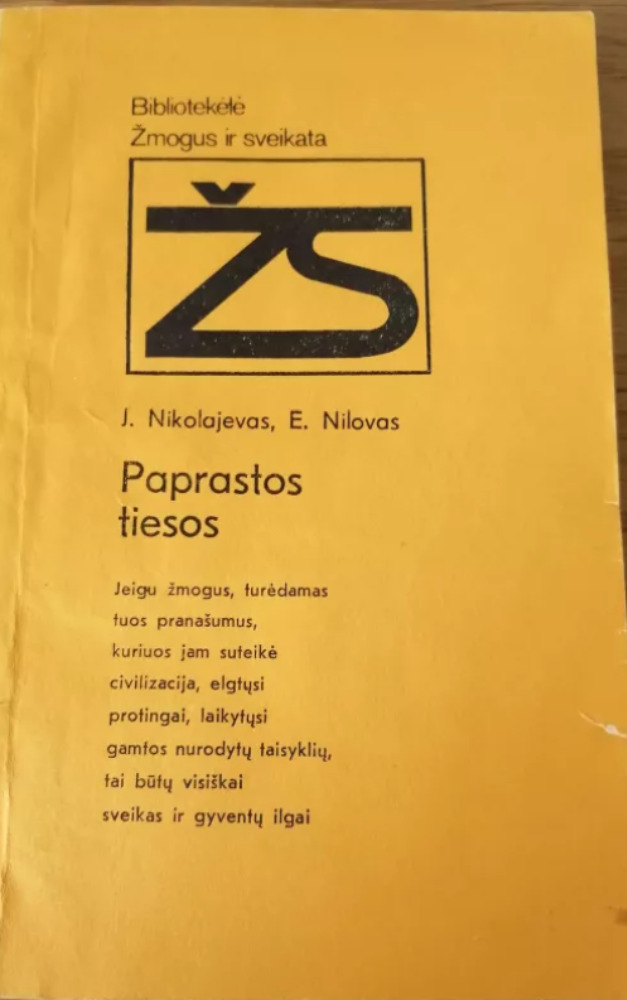 Bibliotekėlė
Žmogus ir sveikata
ŽS
J. Nikolajevas, E. Nilovas
Paprastos
tiesos
Jeigu žmogus, turėdamas
tuos pranašumus,
kuriuos jam suteikė
civilizacija, elgtųsi
protingai, laikytųsi
gamtos nurodytų taisyklių,
tai būtų visiškai
sveikas ir gyventų ilgai